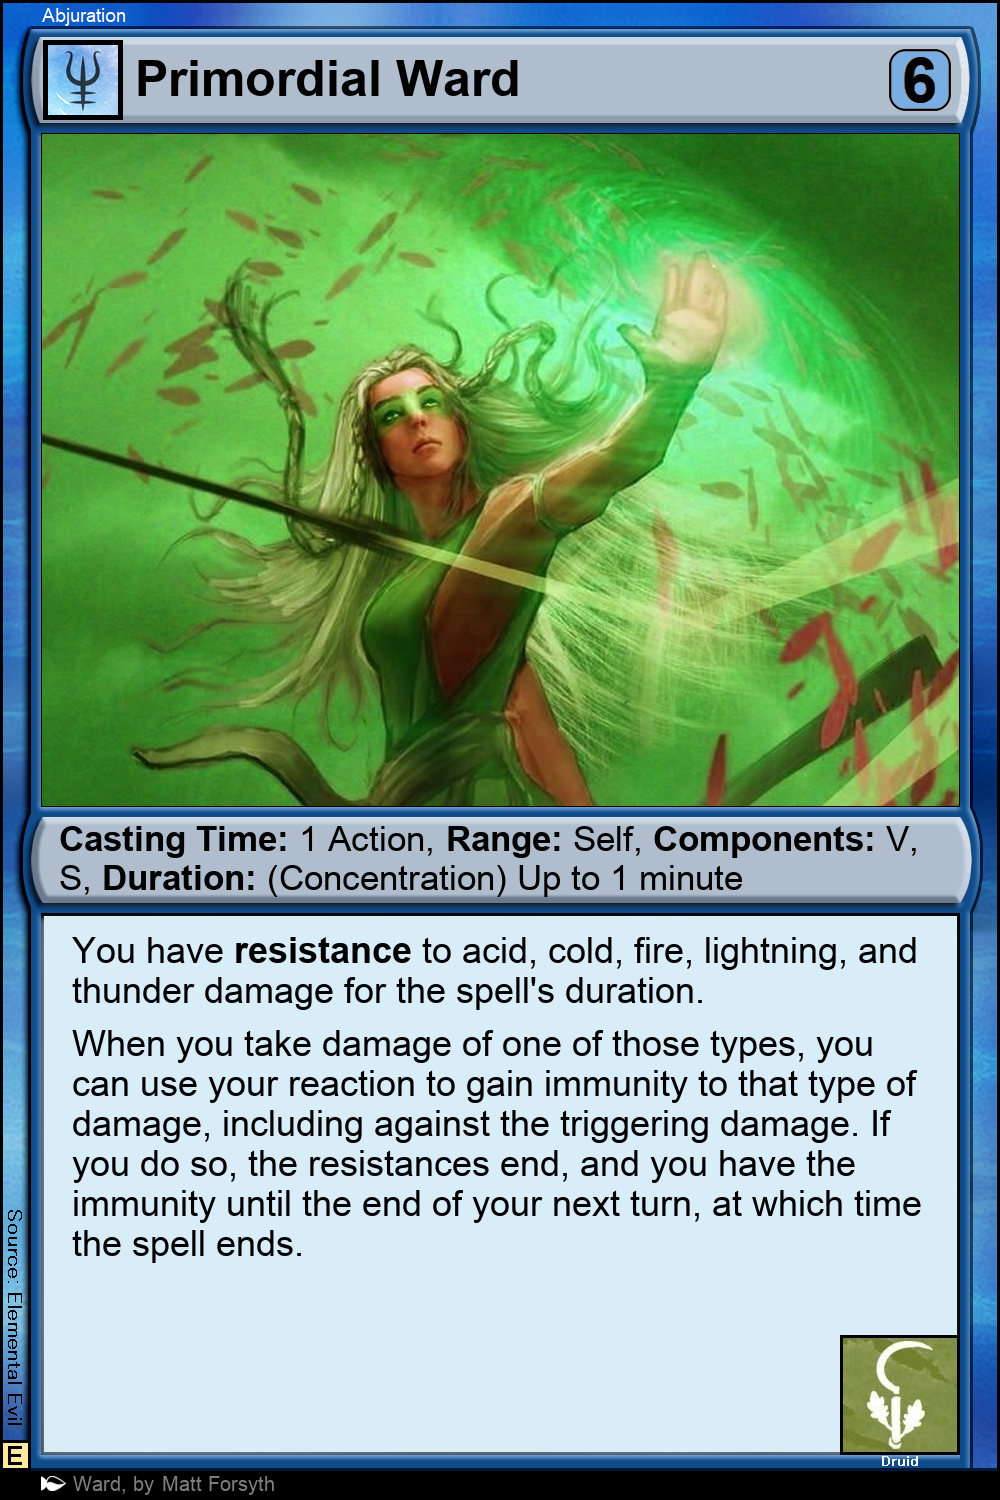 Abjuration
Primordial Ward
6
Casting Time: 1 Action, Range: Self, Components: V,
S, Duration: (Concentration) Up to 1 minute
You have resistance to acid, cold, fire, lightning, and
thunder damage for the spell's duration.
When you take damage of one of those types, you
can use your reaction to gain immunity to that type of
damage, including against the triggering damage. If
you do so, the resistances end, and you have the
immunity until the end of your next turn, at which time
the spell ends.
Source: Elemental Evil
E
Druid
Ward, by Matt Forsyth